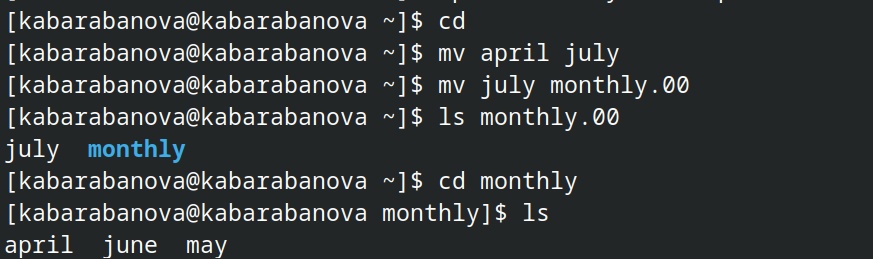 [kabarabanova@kabarabanova ~]$ cd
[kabarabanova@kabarabanova ~]$ mv april july
[kabarabanova@kabarabanova ~]$ mv july monthly.00
[kabarabanova@kabarabanova ~]$ ls monthly.00
july  monthly
[kabarabanova@kabarabanova ~]$ cd monthly
[kabarabanova@kabarabanova monthly]$ ls
april  june  may